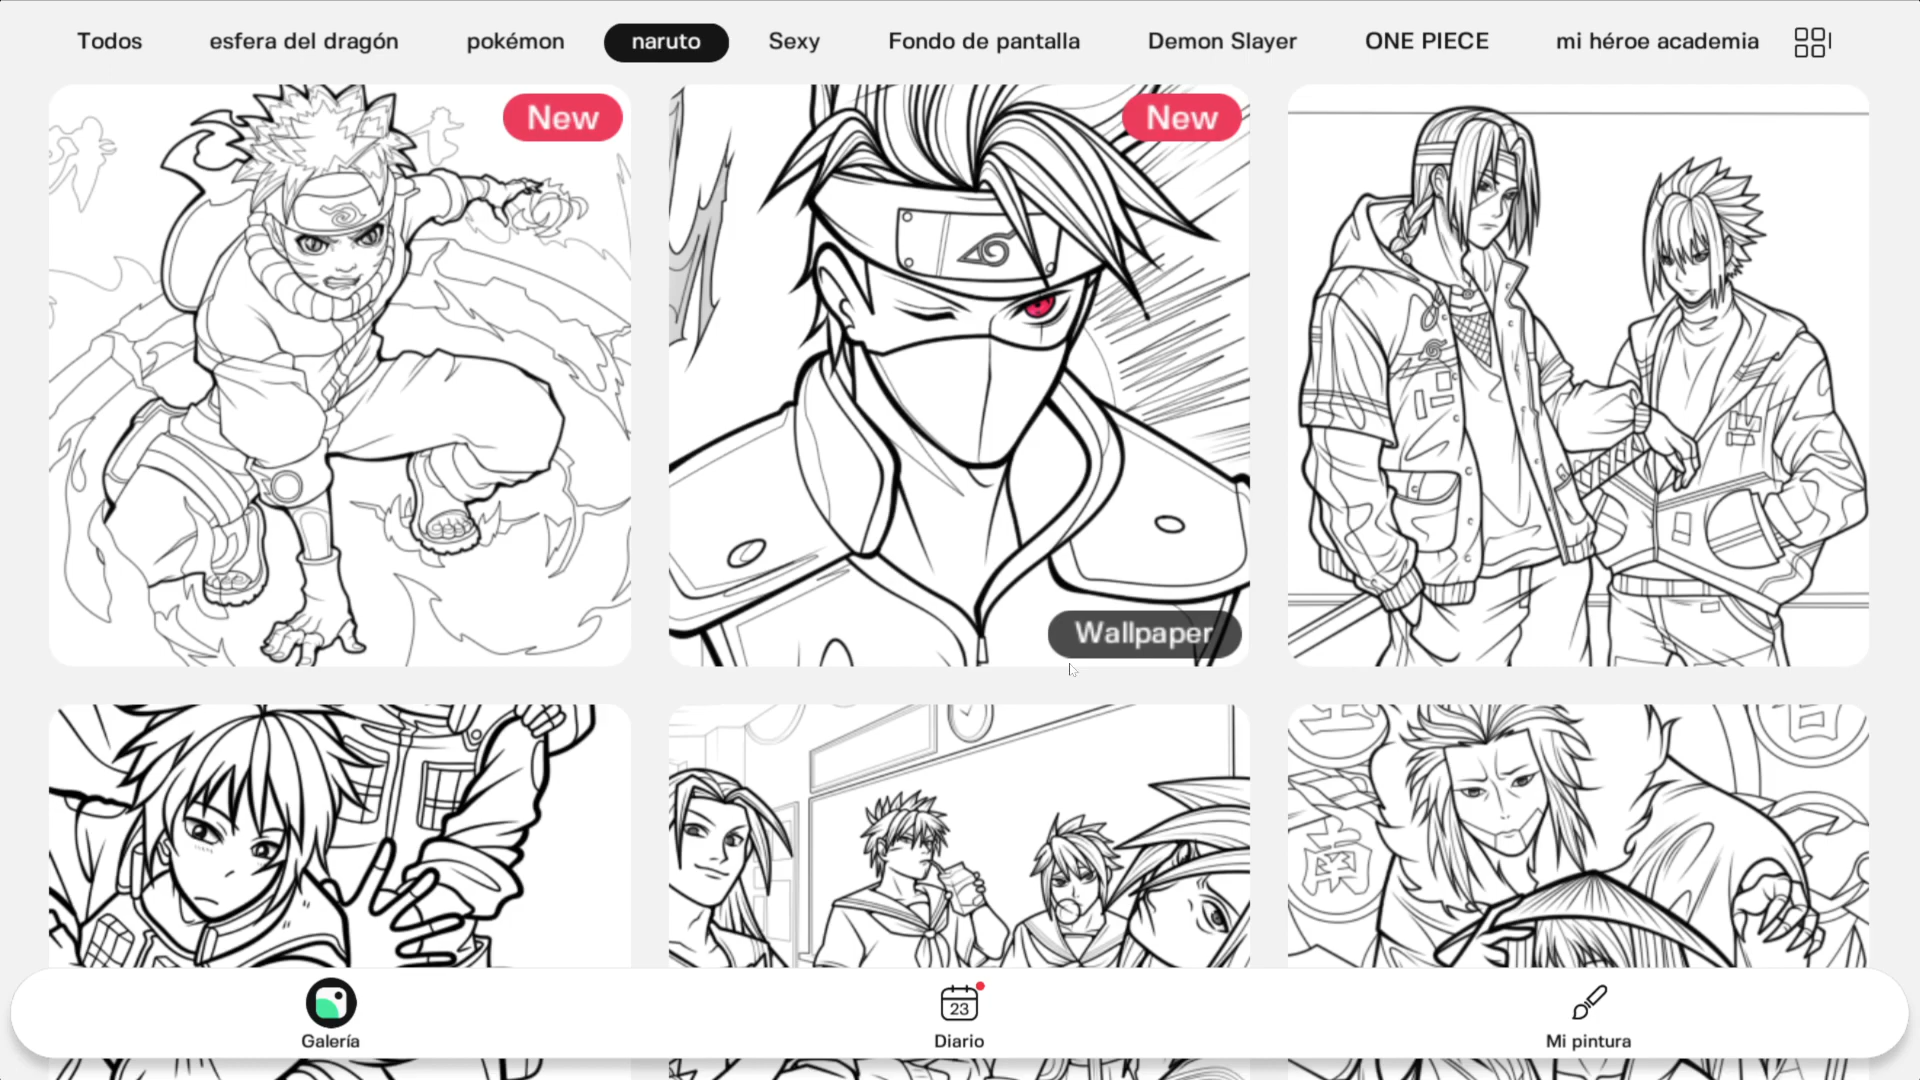 Todos esfera del dragón pokémon naruto Sexy Fondo de pantalla Demon Slayer ONE PIECE mi héroe academia
New
New
Wallpaper
南
Galería
23
Diario
Mi pintura